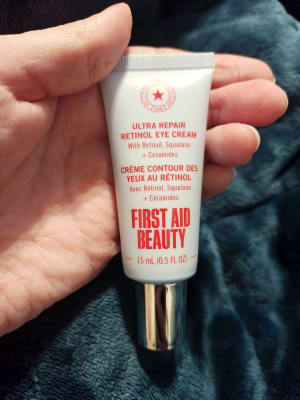 ULTRA REPAIR
RETINOL EYE CREAM
With Retinol, Squalane
+ Ceramides
CRÈME CONTOUR DES
YEUX AU RÉTINOL
Avec Rétinol, Squalane
+ Céramides
FIRST AID
BEAUTY
15 mL (0.5 FL OZ)